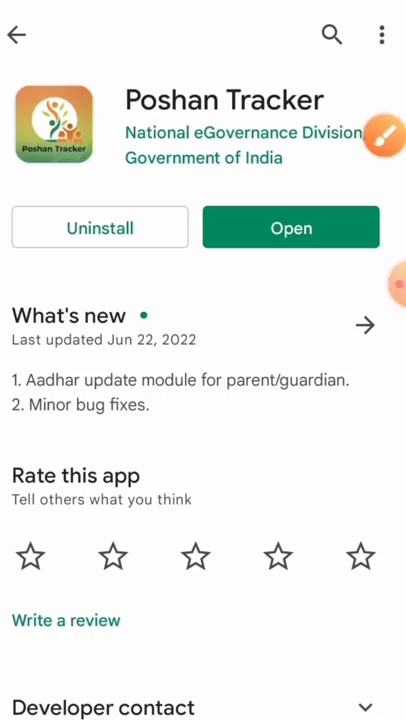 Poshan Tracker
Poshan Tracker
National eGovernance Division,
Government of India
Uninstall
Open
What's new
Last updated Jun 22, 2022
1. Aadhar update module for parent/guardian.
2. Minor bug fixes.
Rate this app
Tell others what you think
Write a review
Developer contact